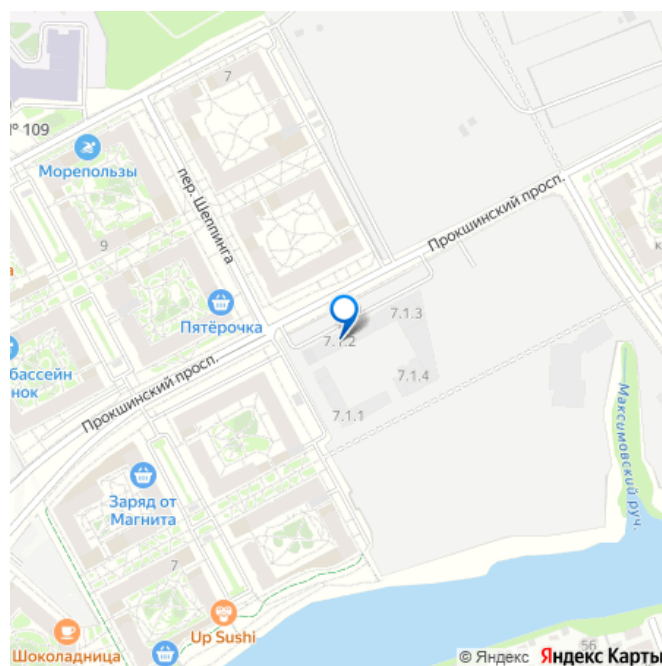 7
№ 109
Морепользы
пер. Шеппинга
Прокшинский просп.
9
Пятёрочка
7.1.2
7.1.3
бассейн
нок
Прокшинский просп.
7.1.4
7.1.1
Максимовский руч.
Заряд от
Магнита
7
Up Sushi
Шоколадница
56
© Яндекс Яндекс Карты